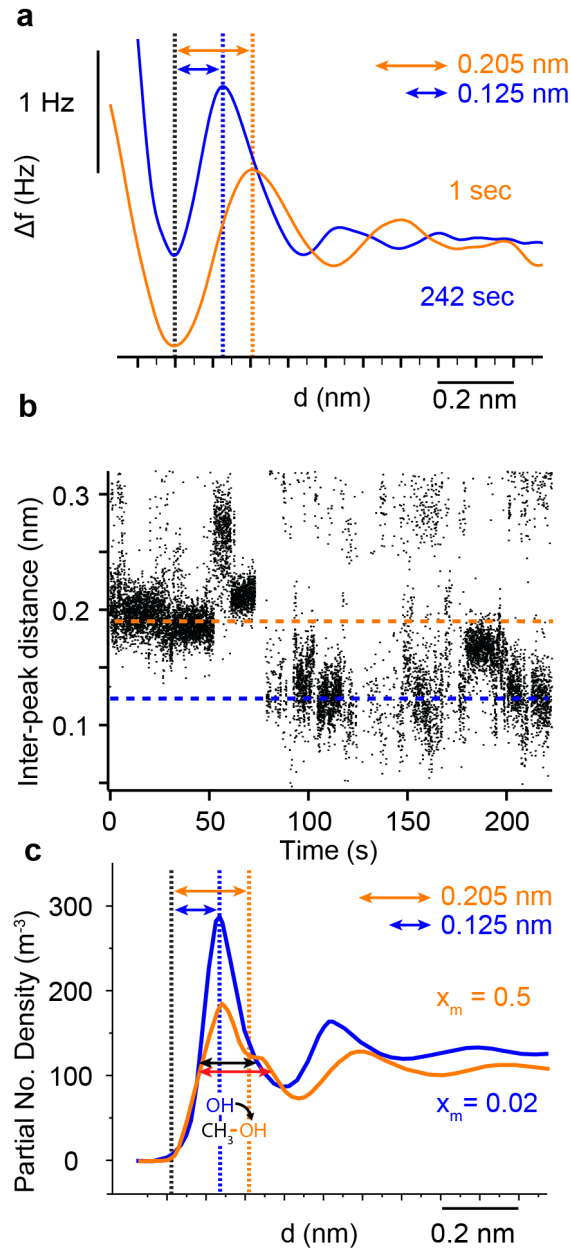 a
0.205 nm
0.125 nm
1 Hz
Δf (Hz)
1 sec
242 sec
d (nm)
0.2 nm
b
Inter-peak distance (nm)
0.3
0.2
0.1
0 50 100 150 200
Time (s)
c
0.205 nm
0.125 nm
Partial No. Density (m⁻³)
300
200
100
0
xₘ = 0.5
xₘ = 0.02
OH
CH₃-OH
d (nm)
0.2 nm